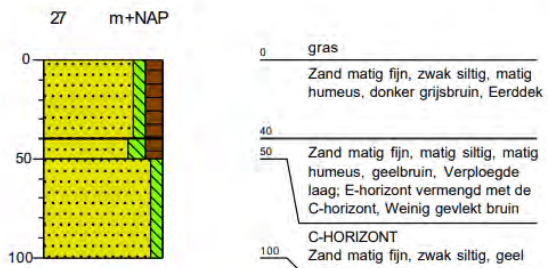 27 m+NAP
0
50
100
0 gras
Zand matig fijn, zwak siltig, matig
humeus, donker grijsbruin, Eerddek
40
50
Zand matig fijn, matig siltig, matig
humeus, geelbruin, Verploegde
laag; E-horizont vermengd met de
C-horizont, Weinig gevlekt bruin
C-HORIZONT
100
Zand matig fijn, zwak siltig, geel